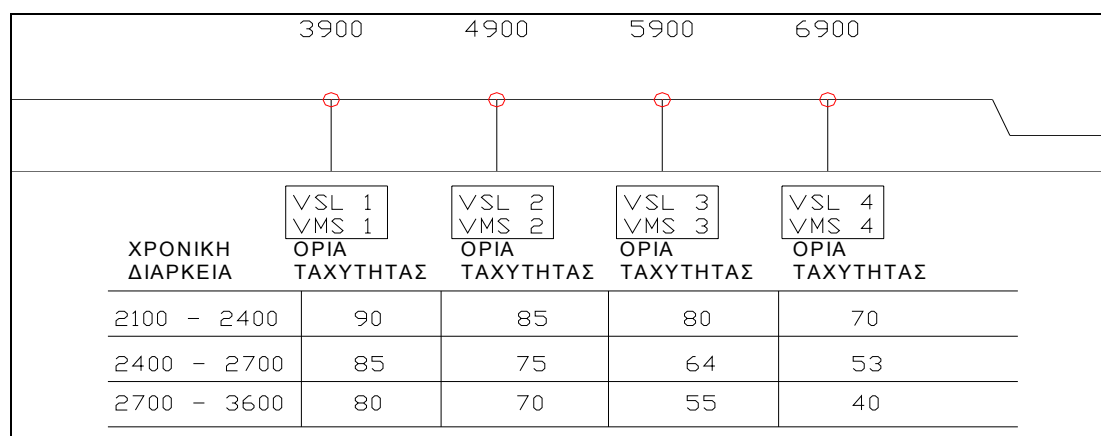 3900 4900 5900 6900
VSL 1 VSL 2 VSL 3 VSL 4
VMS 1 VMS 2 VMS 3 VMS 4
ΧΡΟΝΙΚΗ ΟΡΙΑ ΟΡΙΑ ΟΡΙΑ ΟΡΙΑ
ΔΙΑΡΚΕΙΑ ΤΑΧΥΤΗΤΑΣ ΤΑΧΥΤΗΤΑΣ ΤΑΧΥΤΗΤΑΣ ΤΑΧΥΤΗΤΑΣ
2100 - 2400 90 85 80 70
2400 - 2700 85 75 64 53
2700 - 3600 80 70 55 40